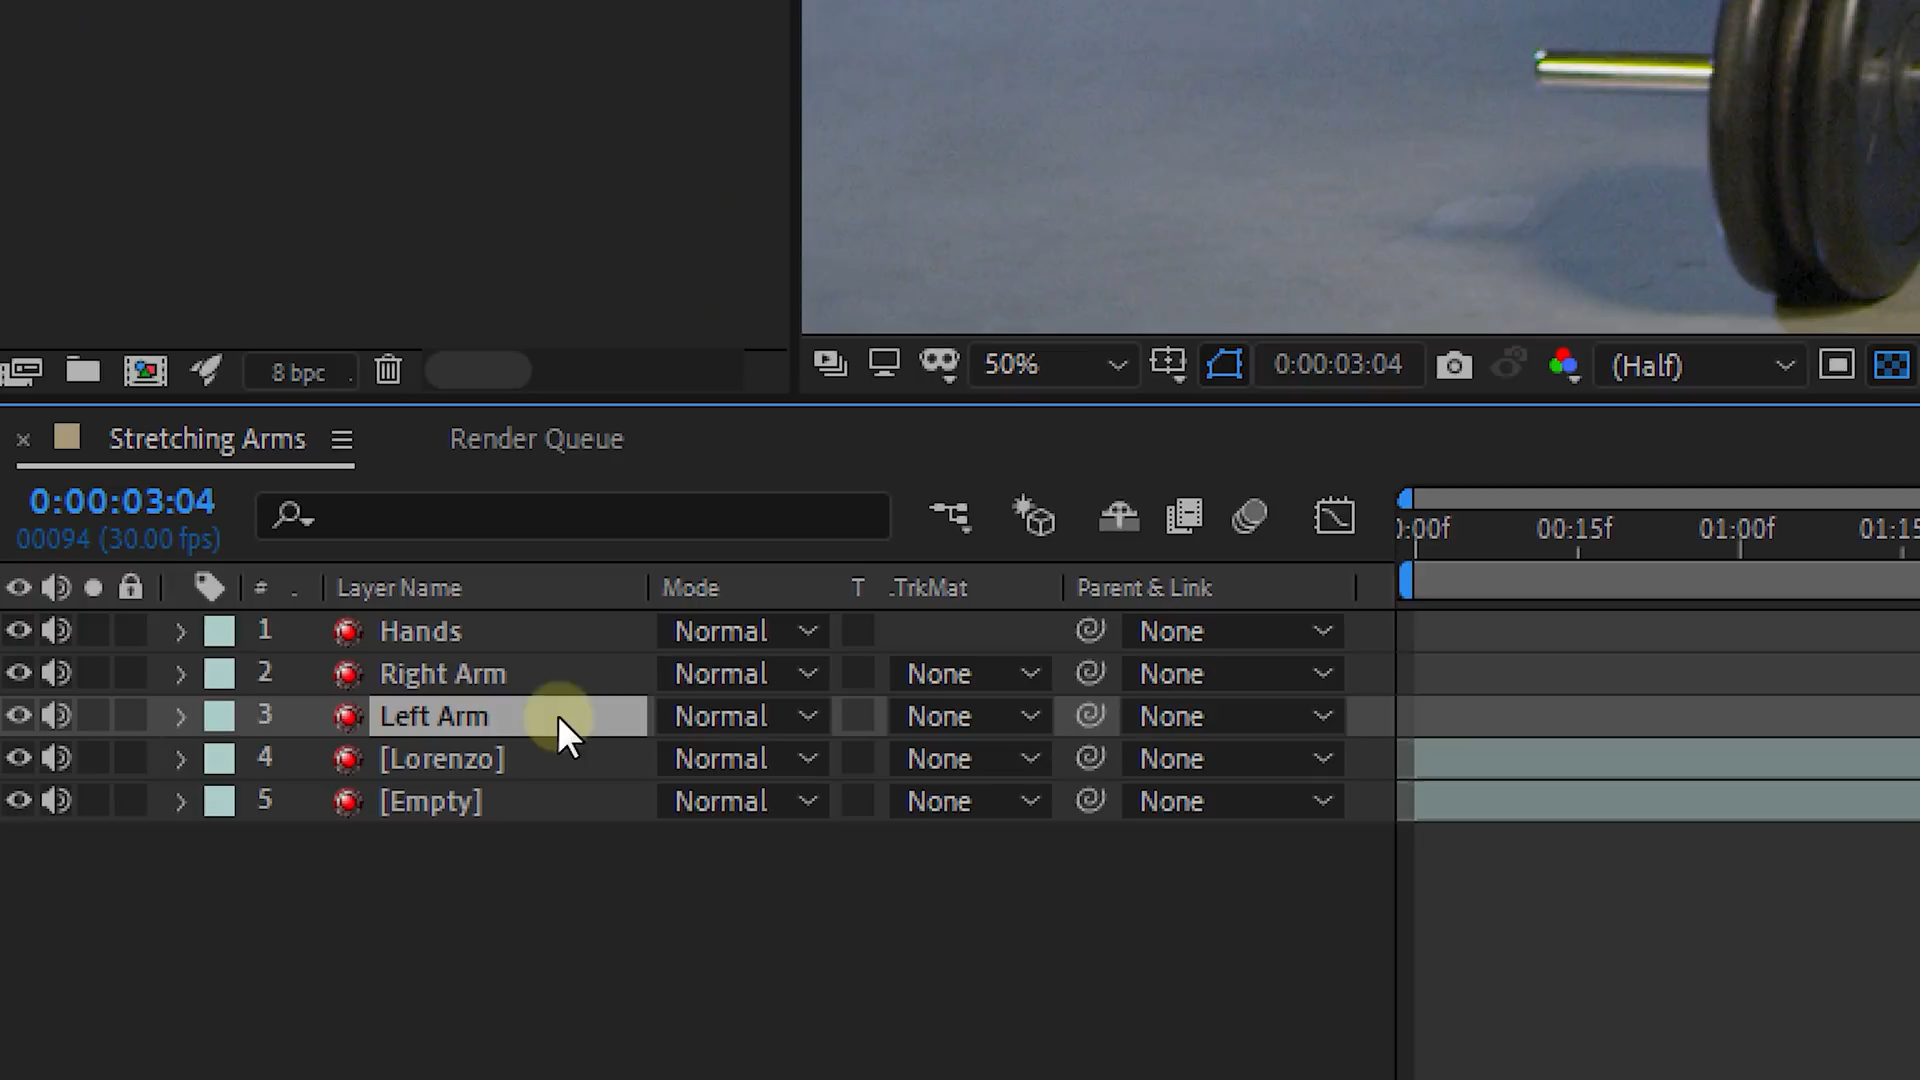 8 bpc
50%
0:00:03:04
(Half)
Stretching Arms
Render Queue
0:00:03:04
00094 (30.00 fps)
0:00f 00:15f 01:00f 01:15
# Layer Name Mode T .TrkMat Parent & Link
1 Hands Normal None
2 Right Arm Normal None None
3 Left Arm Normal None None
4 [Lorenzo] Normal None None
5 [Empty] Normal None None